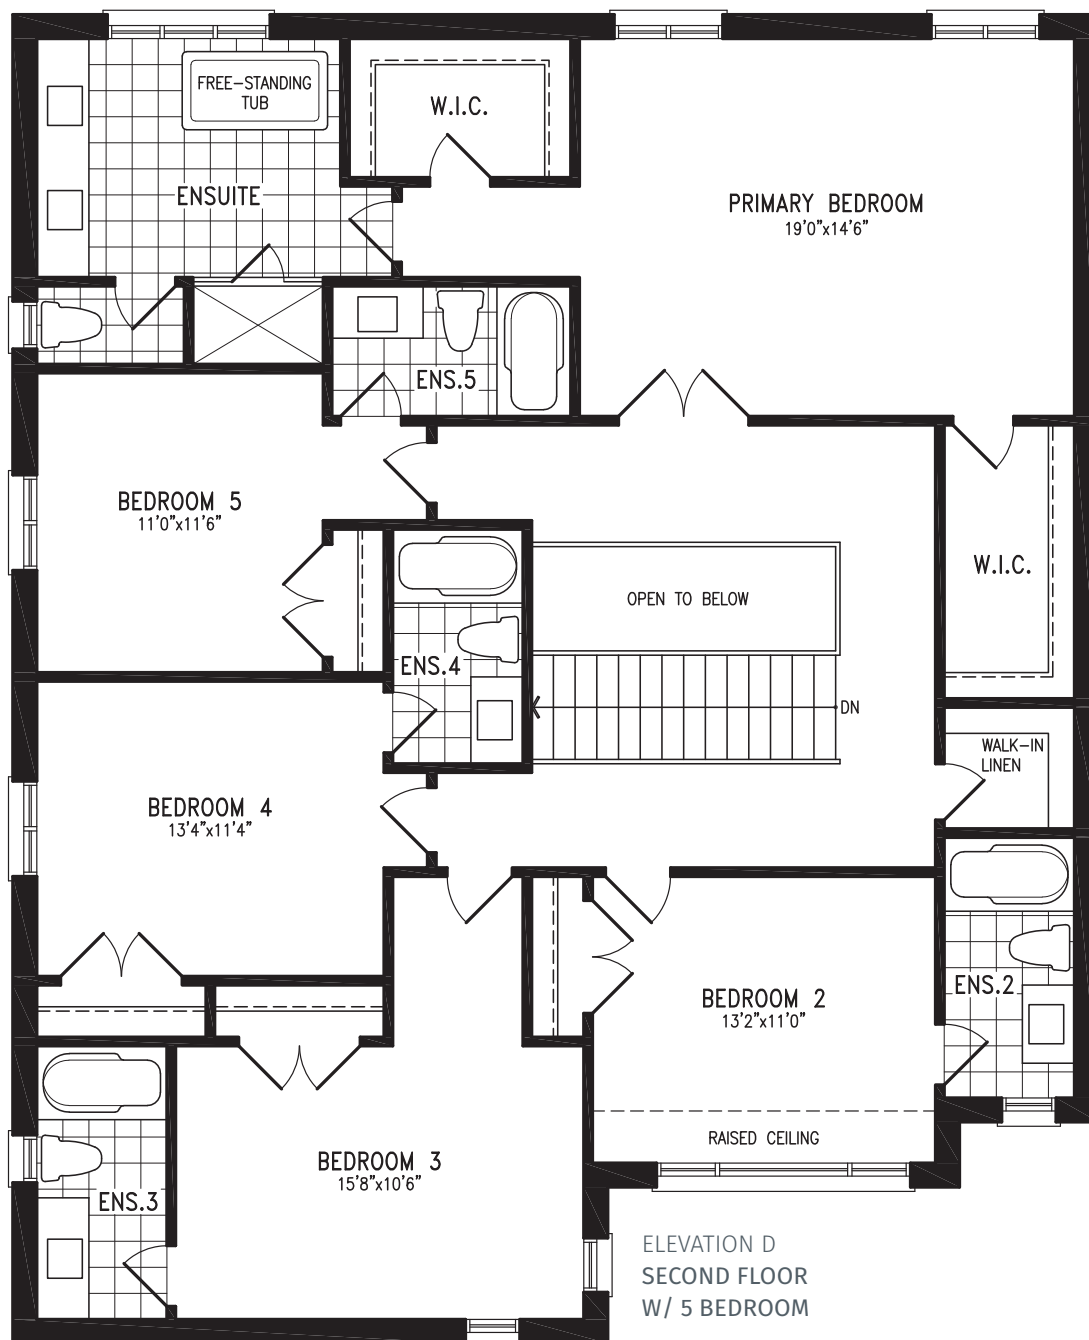 FREE-STANDING
TUB
W.I.C.
ENSUITE
PRIMARY BEDROOM
19'0"x14'6"
ENS.5
BEDROOM 5
11'0"x11'6"
W.I.C.
OPEN TO BELOW
ENS.4
DN
WALK-IN
LINEN
BEDROOM 4
13'4"x11'4"
ENS.2
BEDROOM 2
13'2"x11'0"
RAISED CEILING
BEDROOM 3
15'8"x10'6"
ENS.3
ELEVATION D
SECOND FLOOR
W/ 5 BEDROOM